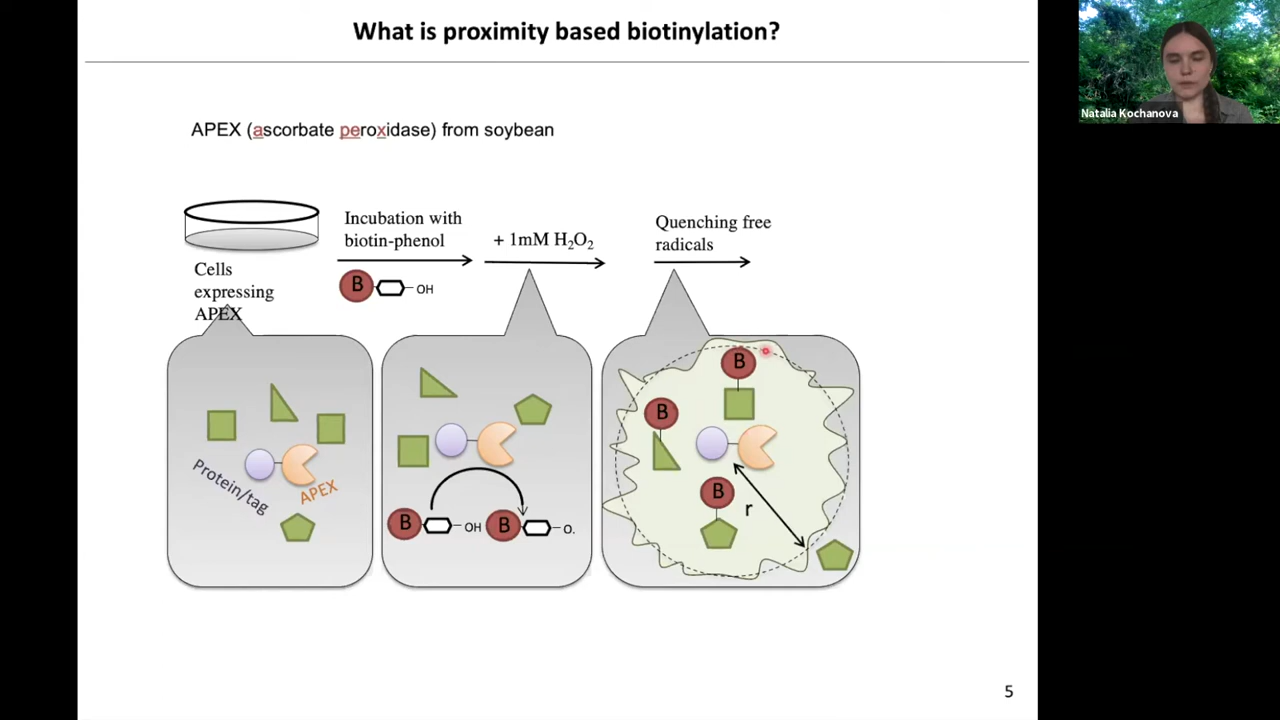 What is proximity based biotinylation?
Natalia Kochanova
APEX (ascorbate peroxidase) from soybean
Incubation with
biotin-phenol
+ 1mM H₂O₂
Quenching free
radicals
Cells
expressing
APEX
B
OH
B
B
Protein/tag
APEX
B
OH
B
O.
B
r
5